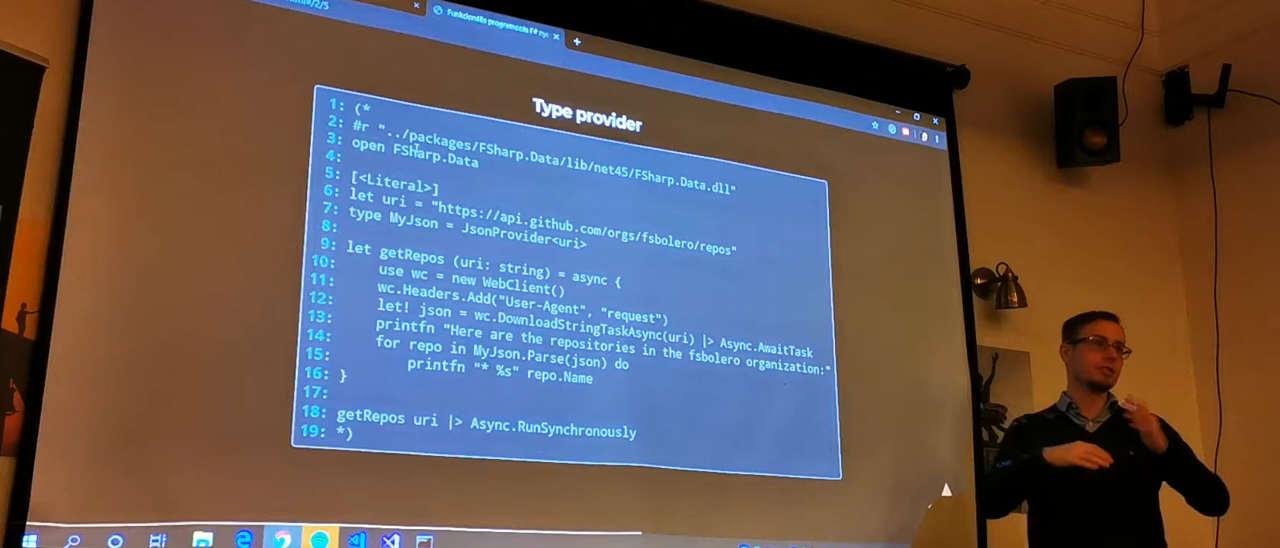 Funkcionális programozás F# nye
Type provider
1: (*
2: #r "../packages/FSharp.Data/lib/net45/FSharp.Data.dll"
3: open FSharp.Data
4:
5: [<Literal>]
6: let uri = "https://api.github.com/orgs/fsbolero/repos"
7: type MyJson = JsonProvider<uri>
8:
9: let getRepos (uri: string) = async {
10:     use wc = new WebClient()
11:     wc.Headers.Add("User-Agent", "request")
12:     let! json = wc.DownloadStringTaskAsync(uri) |> Async.AwaitTask
13:     printfn "Here are the repositories in the fsbolero organization:"
14:     for repo in MyJson.Parse(json) do
15:         printfn "* %s" repo.Name
16: }
17:
18: getRepos uri |> Async.RunSynchronously
19: *)